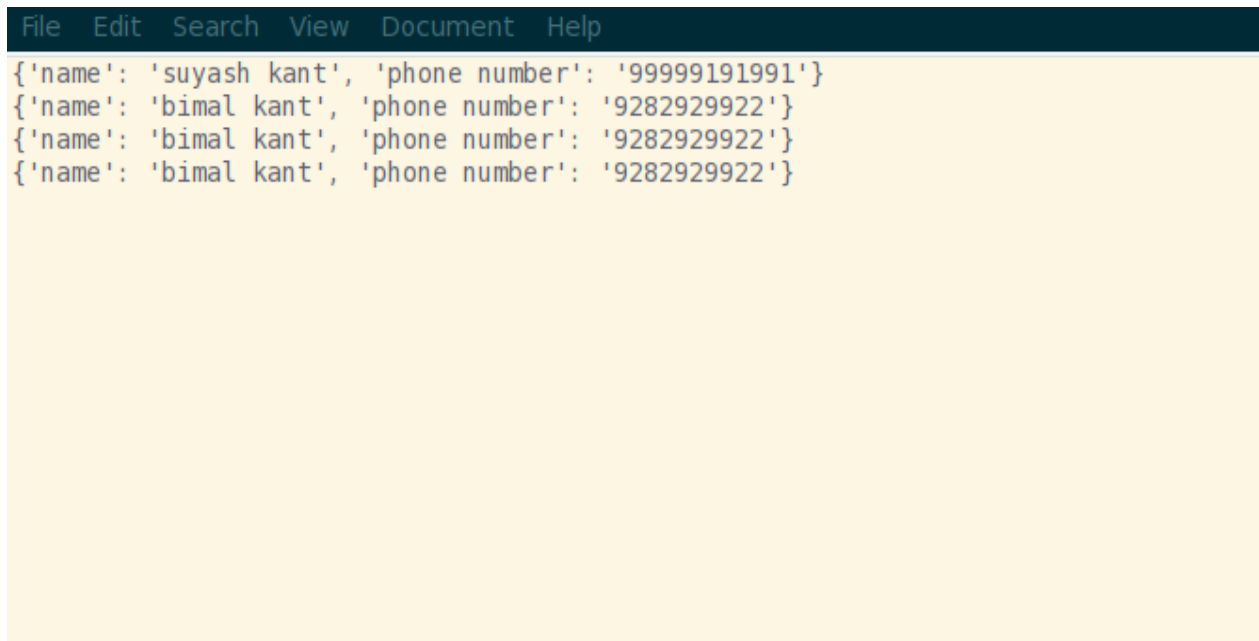 File Edit Search View Document Help
{'name': 'suyash kant', 'phone number': '99999191991'}
{'name': 'bimal kant', 'phone number': '9282929922'}
{'name': 'bimal kant', 'phone number': '9282929922'}
{'name': 'bimal kant', 'phone number': '9282929922'}